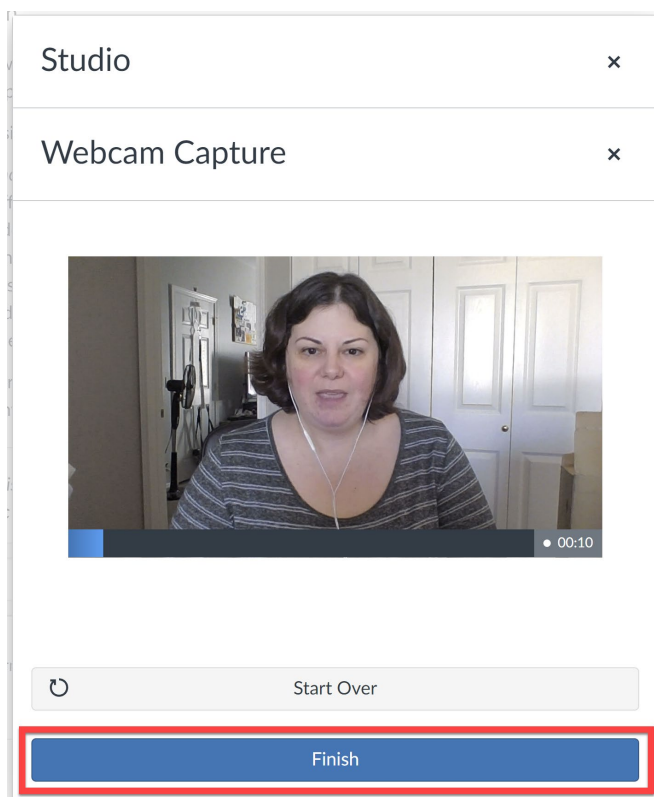 Studio
×
Webcam Capture
×
00:10
Start Over
Finish